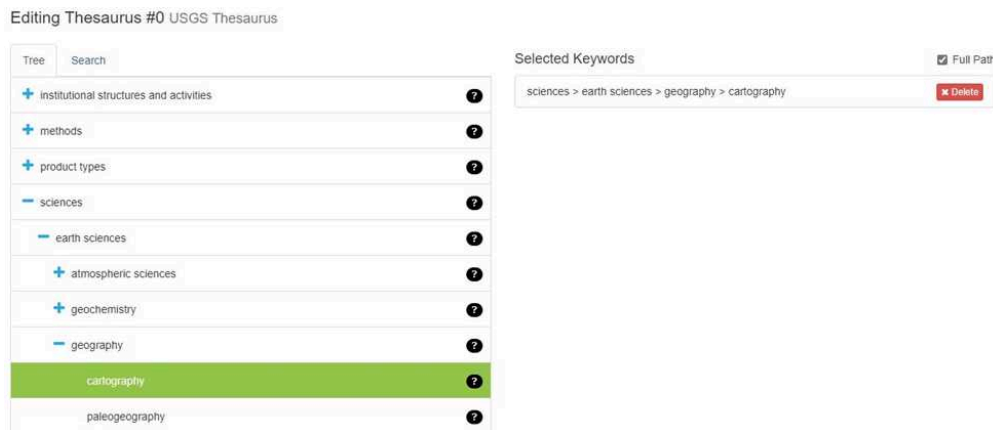 Editing Thesaurus #0 USGS Thesaurus
Tree Search
institutional structures and activities
methods
product types
sciences
earth sciences
atmospheric sciences
geochemistry
geography
cartography
paleogeography
Selected Keywords Full Path
sciences > earth sciences > geography > cartography Delete